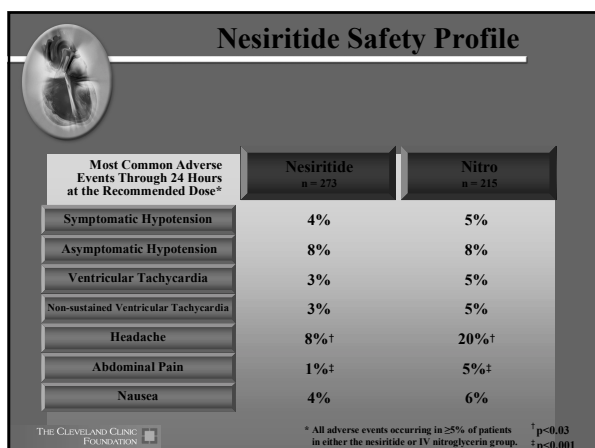 Nesiritide Safety Profile
Most Common Adverse
Events Through 24 Hours
at the Recommended Dose*
Nesiritide
n = 273
Nitro
n = 215
Symptomatic Hypotension 4% 5%
Asymptomatic Hypotension 8% 8%
Ventricular Tachycardia 3% 5%
Non-sustained Ventricular Tachycardia 3% 5%
Headache 8%† 20%†
Abdominal Pain 1%‡ 5%‡
Nausea 4% 6%
THE CLEVELAND CLINIC
FOUNDATION
* All adverse events occurring in ≥5% of patients
in either the nesiritide or IV nitroglycerin group.
† p<0.03
‡ p<0.001